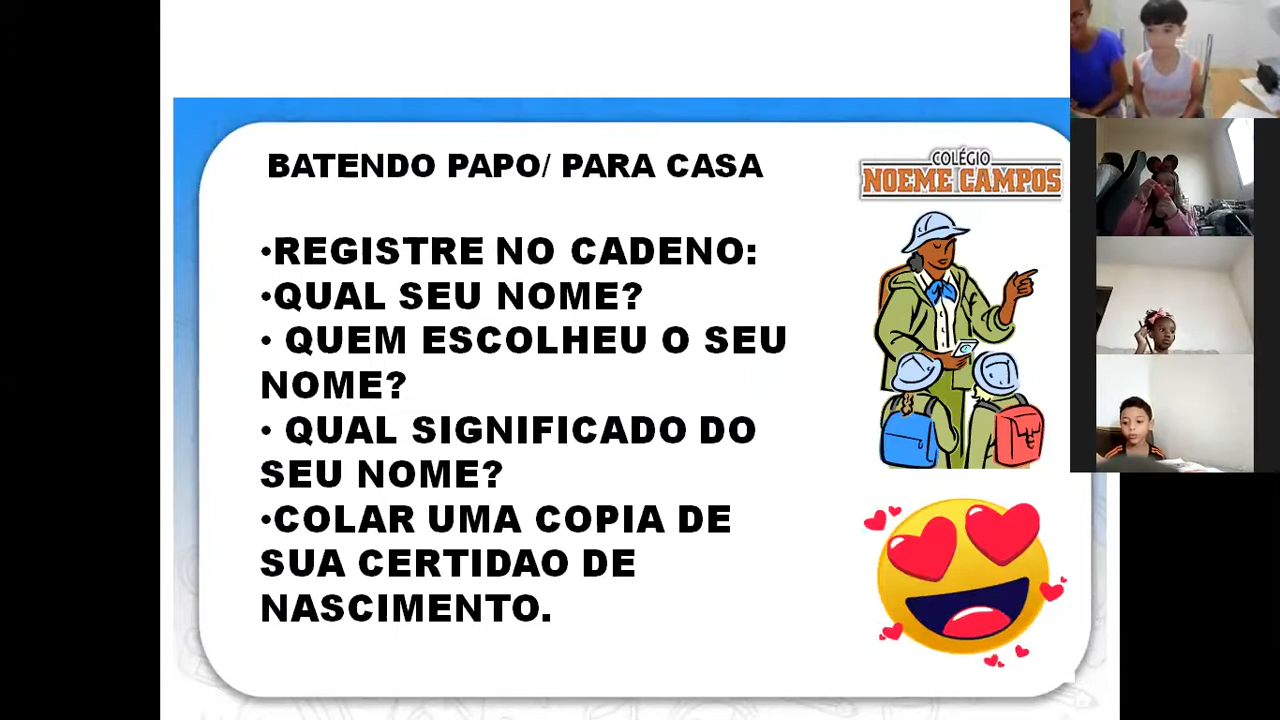 BATENDO PAPO/ PARA CASA
COLÉGIO
NOEME CAMPOS
•REGISTRE NO CADENO:
•QUAL SEU NOME?
• QUEM ESCOLHEU O SEU
NOME?
• QUAL SIGNIFICADO DO
SEU NOME?
•COLAR UMA COPIA DE
SUA CERTIDAO DE
NASCIMENTO.